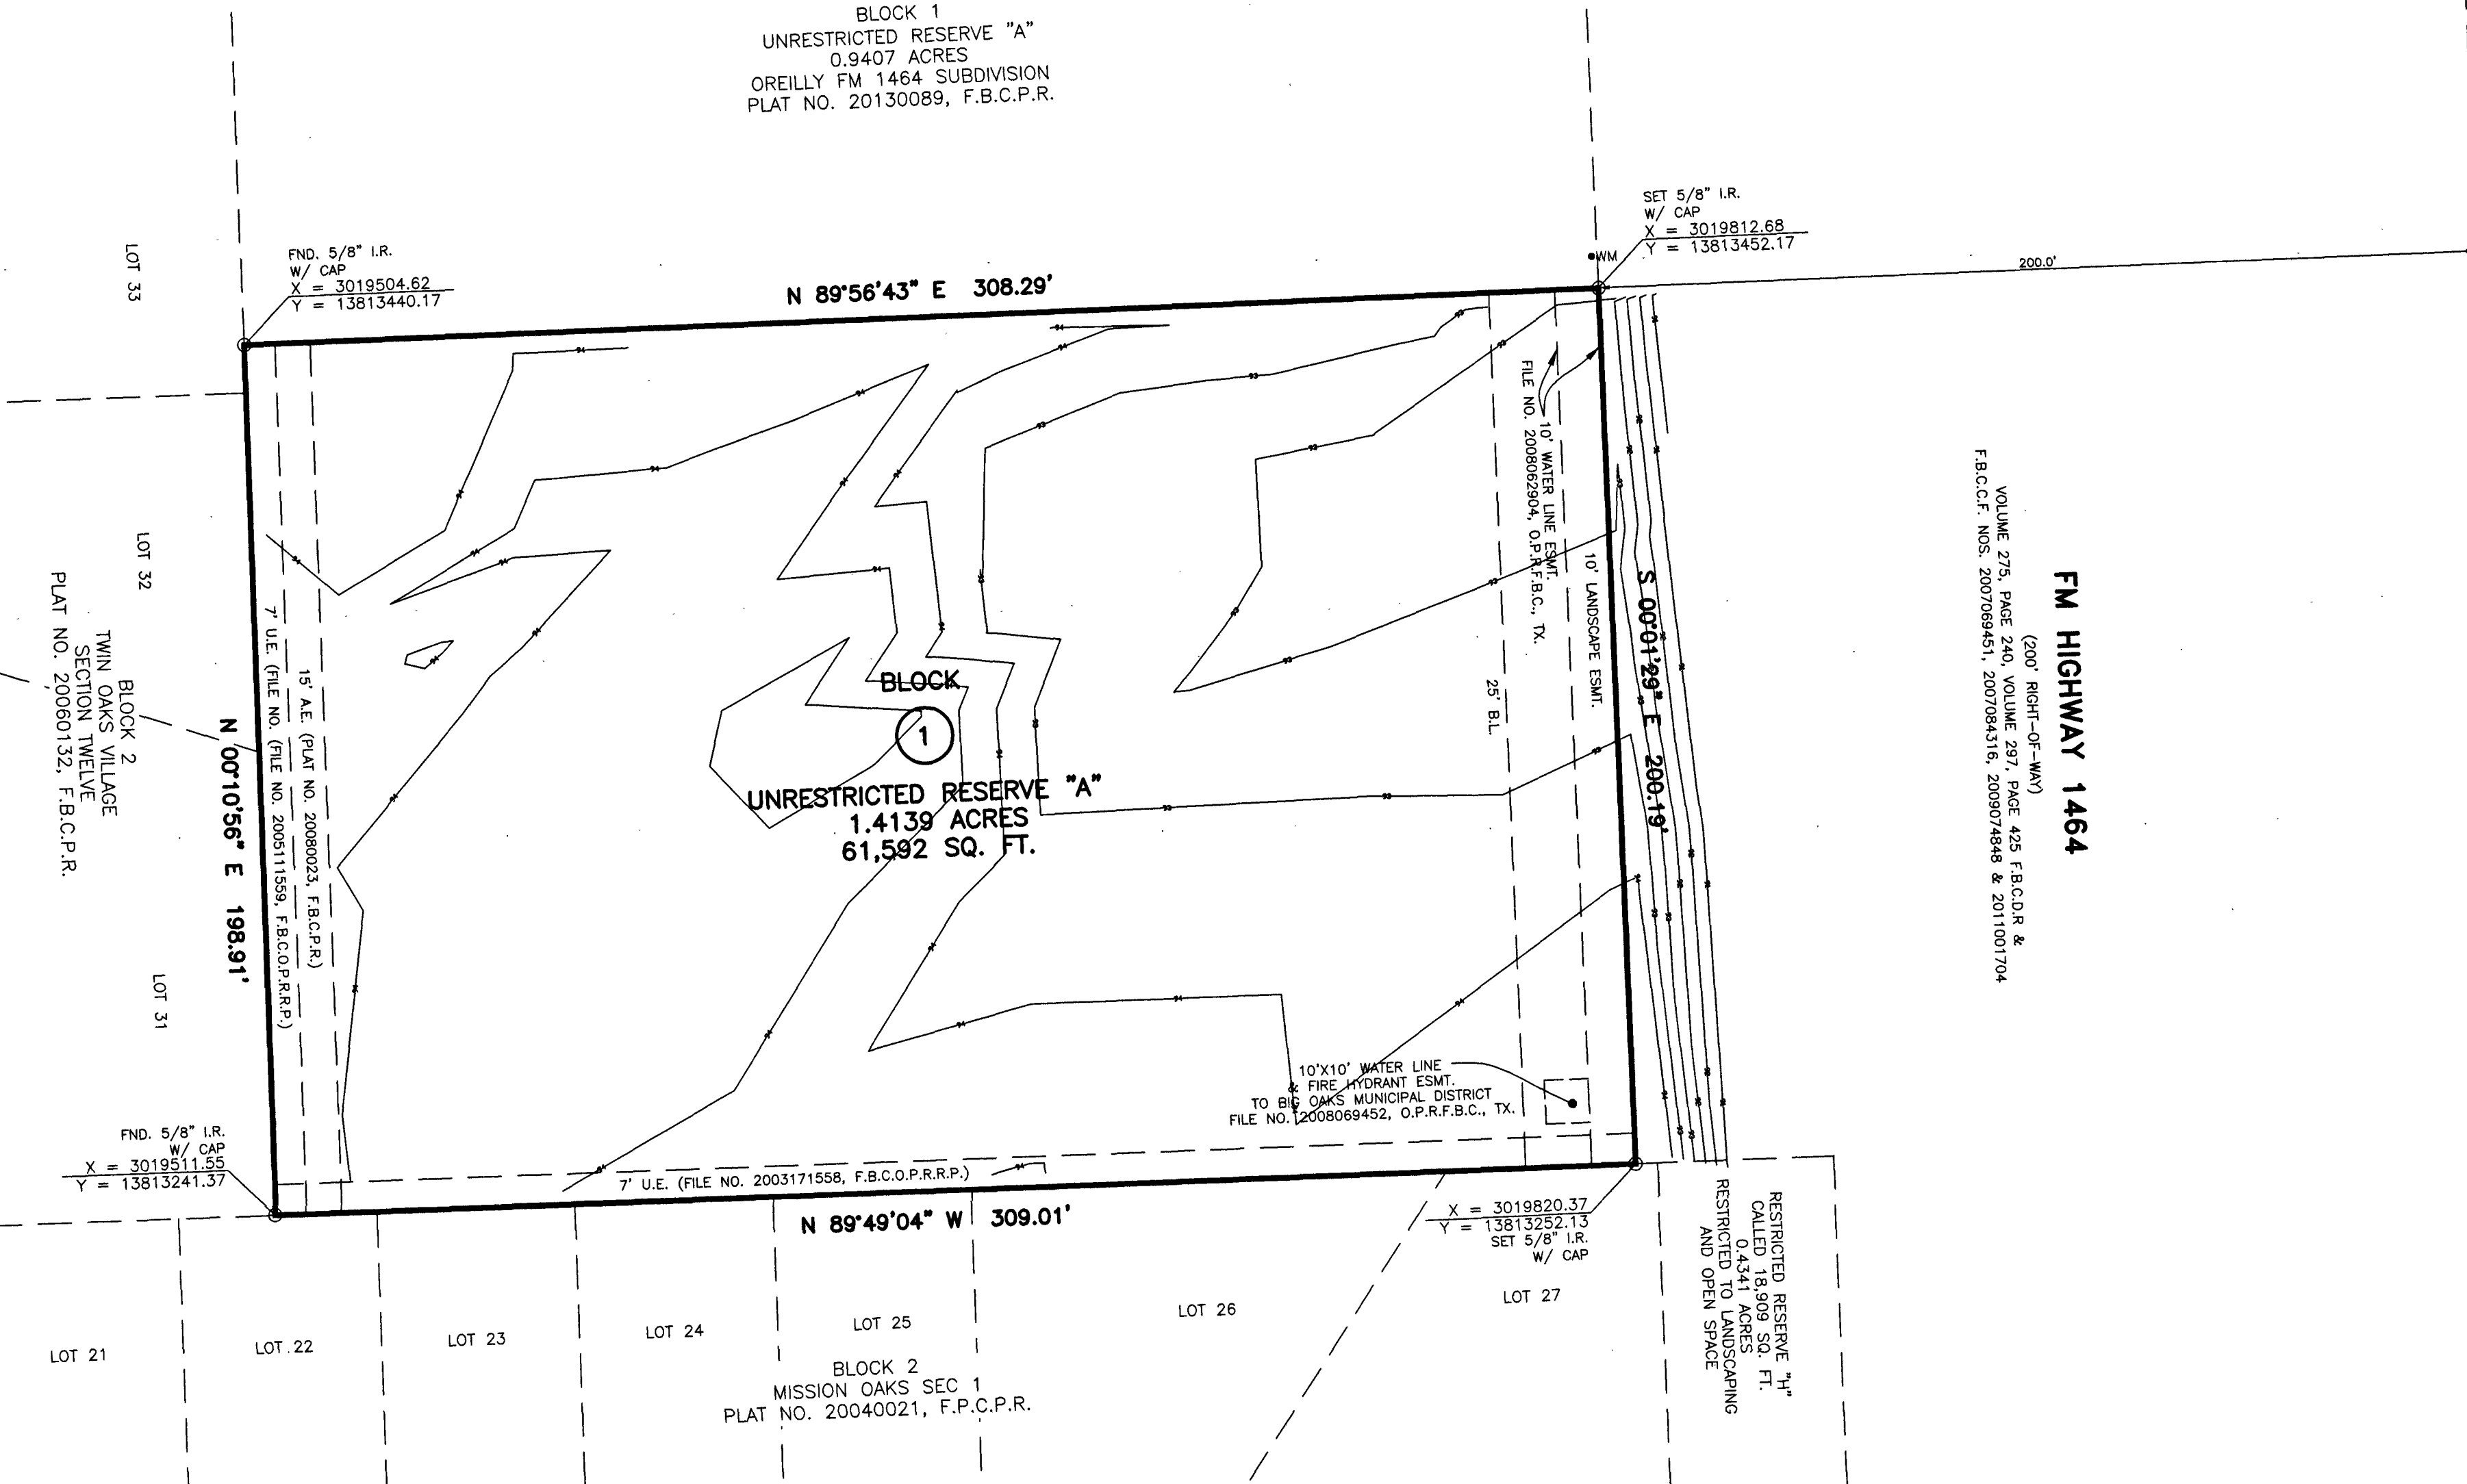 BLOCK 1
UNRESTRICTED RESERVE "A"
0.9407 ACRES
OREILLY FM 1464 SUBDIVISION
PLAT NO. 20130089, F.B.C.P.R.
SET 5/8" I.R.
W/ CAP
X = 3019812.68
Y = 13813452.17
WM
200.0'
FND. 5/8" I.R.
W/ CAP
X = 3019504.62
Y = 13813440.17
N 89°56'43" E 308.29'
LOT 33
LOT 32
LOT 31
BLOCK 2
TWIN OAKS VILLAGE
SECTION TWELVE
PLAT NO. 20060132, F.B.C.P.R.
N 00°10'56" E 198.91'
7' U.E. (FILE NO. (FILE NO. 2005111559, F.B.C.O.P.R.R.P.)
15' A.E. (PLAT NO. 20080023, F.B.C.P.R.)
BLOCK
1
UNRESTRICTED RESERVE "A"
1.4139 ACRES
61,592 SQ. FT.
25' B.L.
10' WATER LINE ESMT.
FILE NO. 2008062904, O.P.R.F.B.C., TX.
10' LANDSCAPE ESMT.
S 00°01'29" E 200.19'
FM HIGHWAY 1464
(200' RIGHT-OF-WAY)
VOLUME 275, PAGE 240, VOLUME 297, PAGE 425 F.B.C.D.R &
F.B.C.C.F. NOS. 2007069451, 2007084316, 2009074848 & 2011001704
10'X10' WATER LINE
FIRE HYDRANT ESMT.
TO BIG OAKS MUNICIPAL DISTRICT
FILE NO. 2008069452, O.P.R.F.B.C., TX.
FND. 5/8" I.R.
W/ CAP
X = 3019511.55
Y = 13813241.37
7' U.E. (FILE NO. 2003171558, F.B.C.O.P.R.R.P.)
N 89°49'04" W 309.01'
X = 3019820.37
Y = 13813252.13
SET 5/8" I.R.
W/ CAP
RESTRICTED RESERVE "H"
CALLED 18,909 SQ. FT.
0.4341 ACRES
RESTRICTED TO LANDSCAPING
AND OPEN SPACE
LOT 21
LOT 22
LOT 23
LOT 24
LOT 25
LOT 26
LOT 27
BLOCK 2
MISSION OAKS SEC 1
PLAT NO. 20040021, F.P.C.P.R.